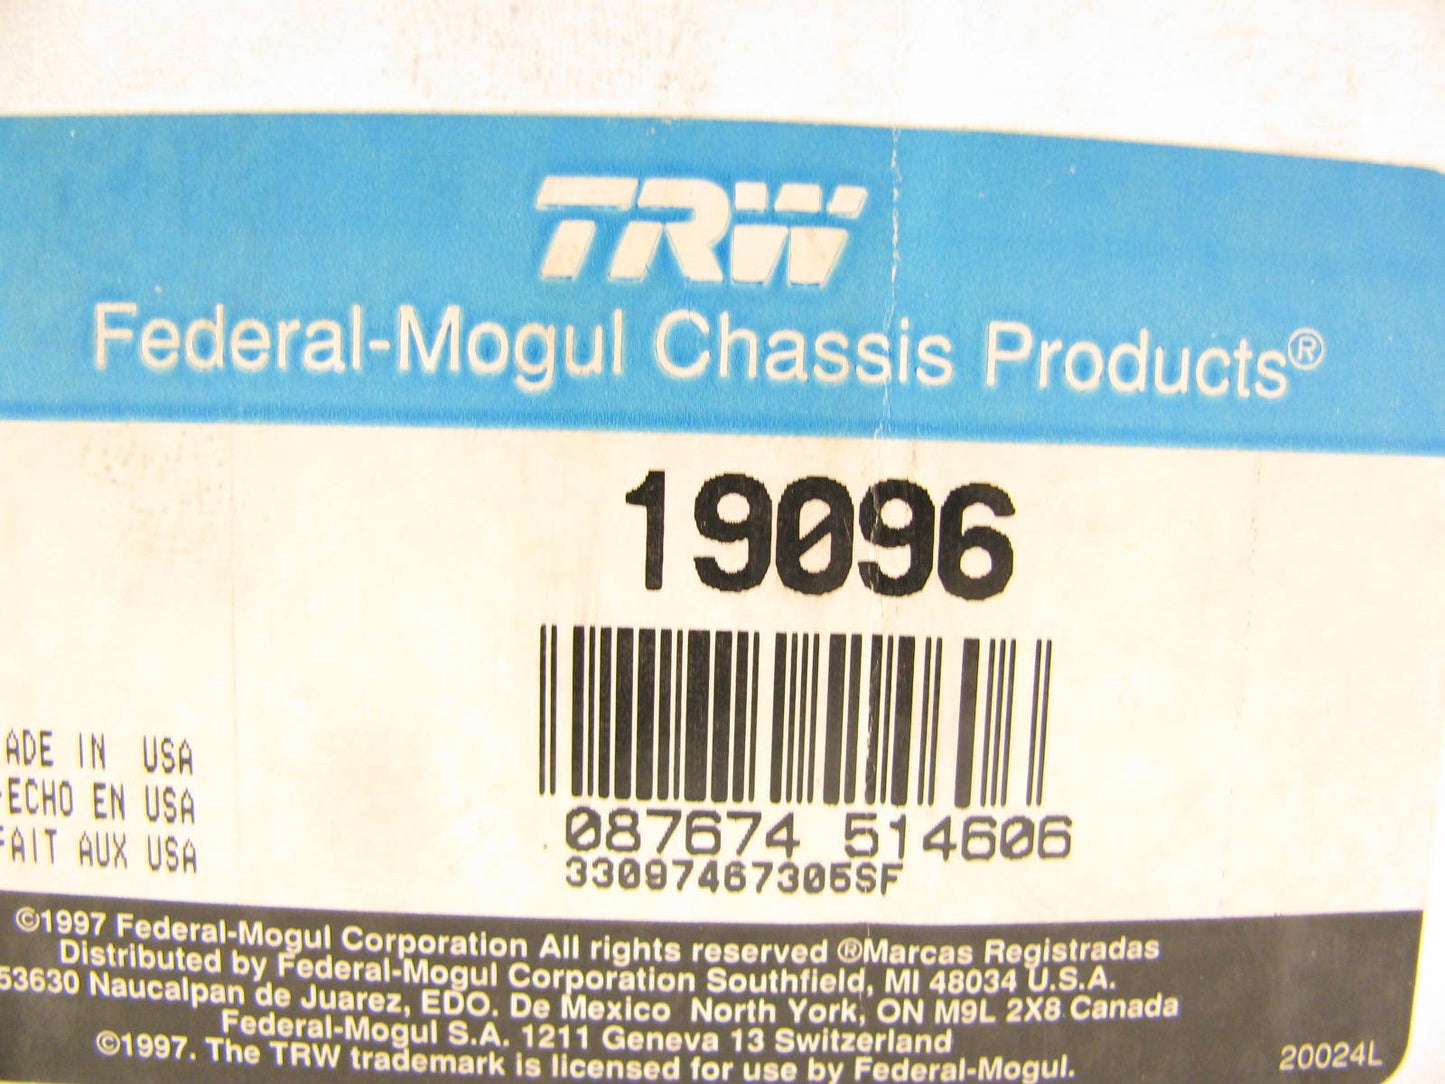 TRW
Federal-Mogul Chassis Products®
19096
087674 514606
33097467305SF
ADE IN USA
ECHO EN USA
FAIT AUX USA
©1997 Federal-Mogul Corporation All rights reserved ®Marcas Registradas
Distributed by Federal-Mogul Corporation Southfield, MI 48034 U.S.A.
53630 Naucalpan de Juarez, EDO. De Mexico North York, ON M9L 2X8 Canada
Federal-Mogul S.A. 1211 Geneva 13 Switzerland
©1997. The TRW trademark is licensed for use by Federal-Mogul.
20024L